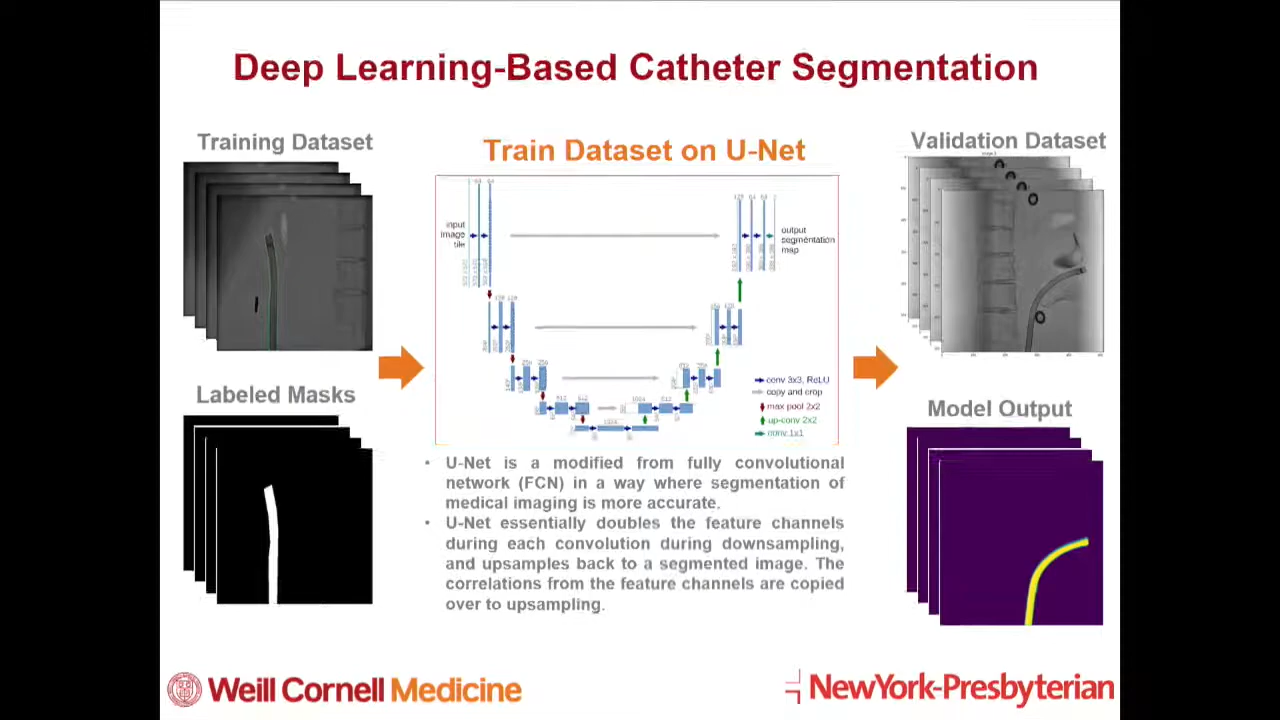 Deep Learning-Based Catheter Segmentation
Training Dataset
Labeled Masks
Train Dataset on U-Net
input
image
tile
output
segmentation
map
conv 3x3, ReLU
copy and crop
max pool 2x2
up-conv 2x2
conv 1x1
• U-Net is a modified from fully convolutional
network (FCN) in a way where segmentation of
medical imaging is more accurate.
• U-Net essentially doubles the feature channels
during each convolution during downsampling,
and upsamples back to a segmented image. The
correlations from the feature channels are copied
over to upsampling.
Validation Dataset
Model Output
Weill Cornell Medicine
NewYork-Presbyterian